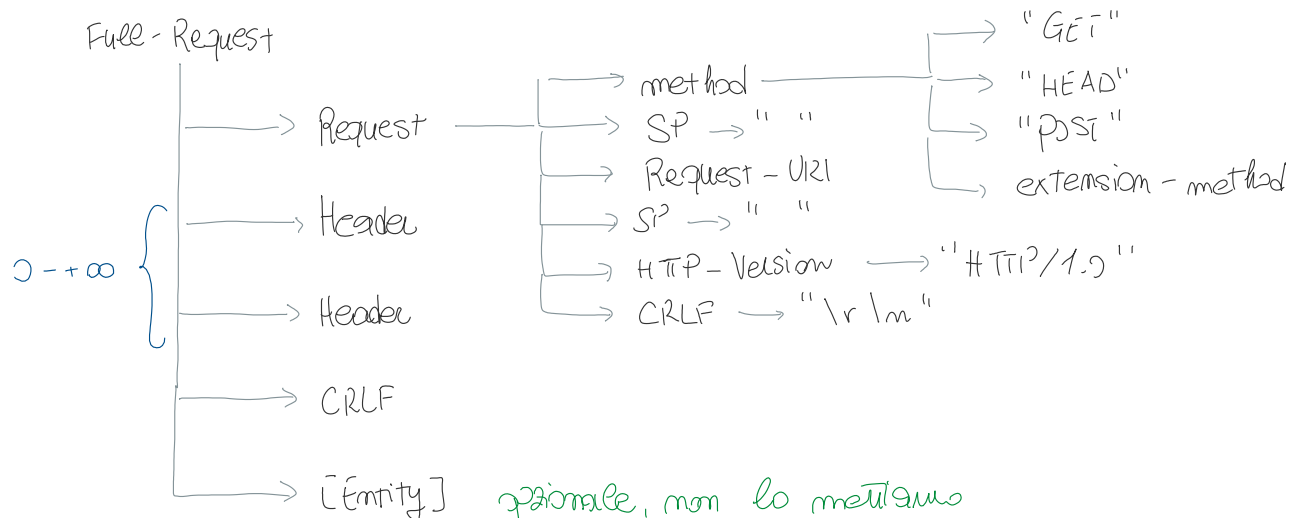 Full-Request
"GET"
method
"HEAD"
Request
SP → " "
"POST"
Request-URI
extension-method
Header
SP → " "
0-+∞
HTTP-Version → "HTTP/1.0"
Header
CRLF → "\r\n"
CRLF
[Entity] opzionale, non lo mettiamo